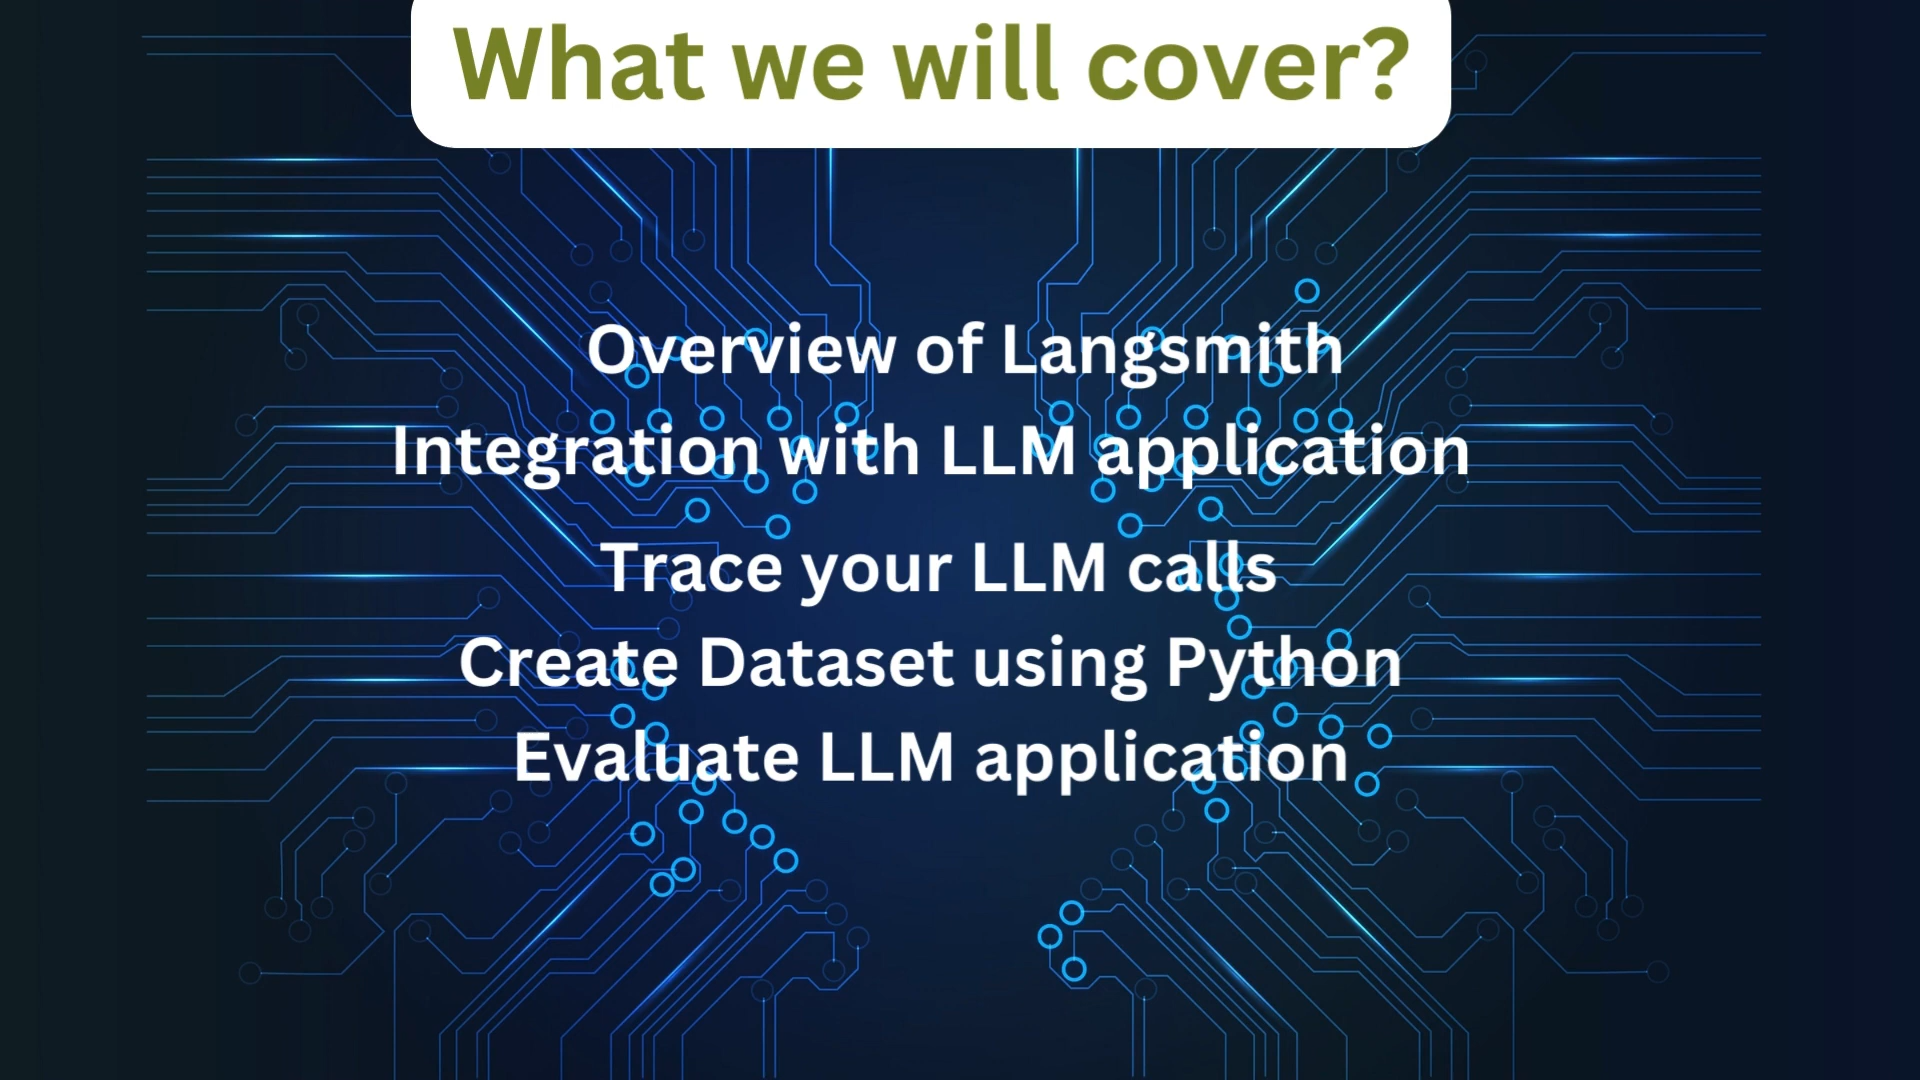 What we will cover?
Overview of Langsmith
Integration with LLM application
Trace your LLM calls
Create Dataset using Python
Evaluate LLM application